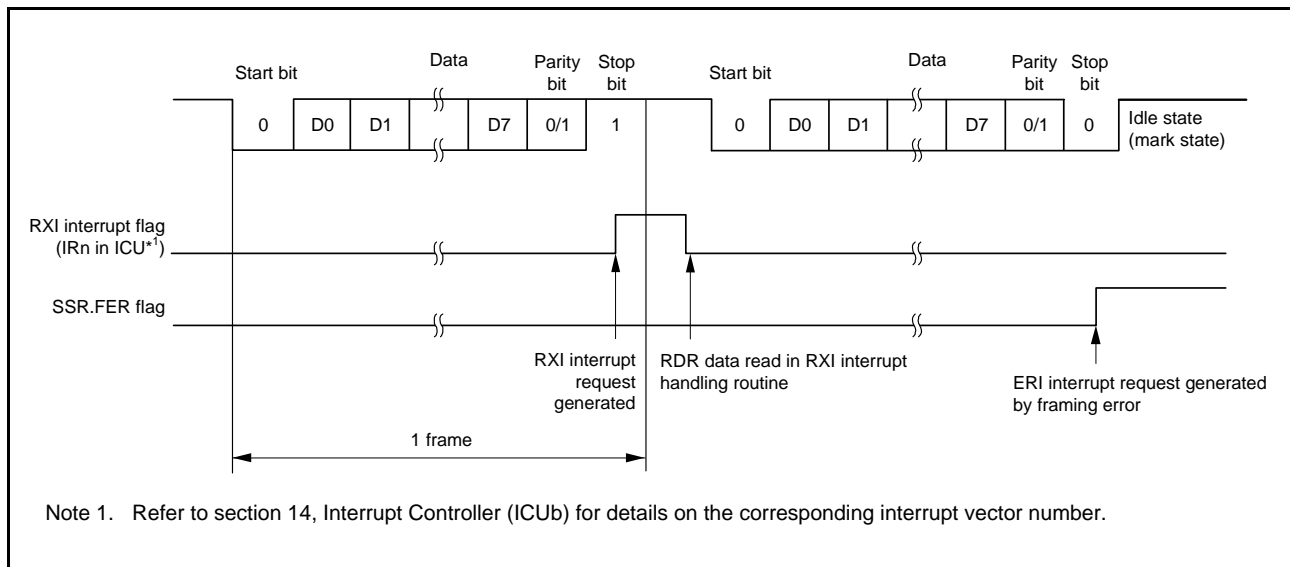 Start bit Data Parity bit Stop bit Start bit Data Parity bit Stop bit
0 D0 D1 D7 0/1 1 0 D0 D1 D7 0/1 0 Idle state (mark state)
RXI interrupt flag
(IRn in ICU*1)
SSR.FER flag
RXI interrupt
request
generated
RDR data read in RXI interrupt
handling routine
ERI interrupt request generated
by framing error
1 frame
Note 1. Refer to section 14, Interrupt Controller (ICUb) for details on the corresponding interrupt vector number.